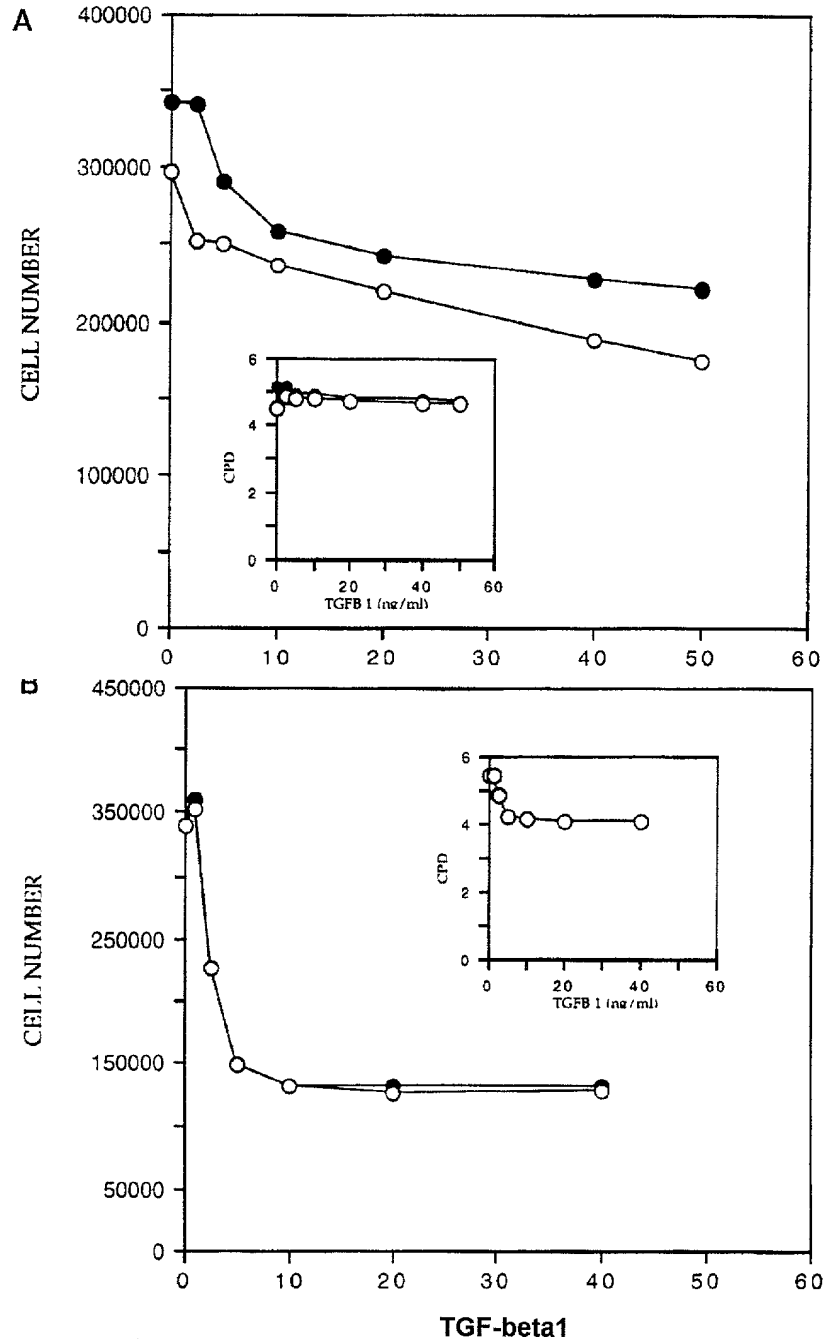 A
400000
300000
200000
100000
0
CELL NUMBER
0 10 20 30 40 50 60
6
4
2
0
CPD
0 20 40 60
TGFB 1 (ng/ml)
B
450000
350000
250000
150000
50000
0
CELL NUMBER
0 10 20 30 40 50 60
6
4
2
0
CPD
0 20 40 60
TGFB 1 (ng/ml)
TGF-beta1